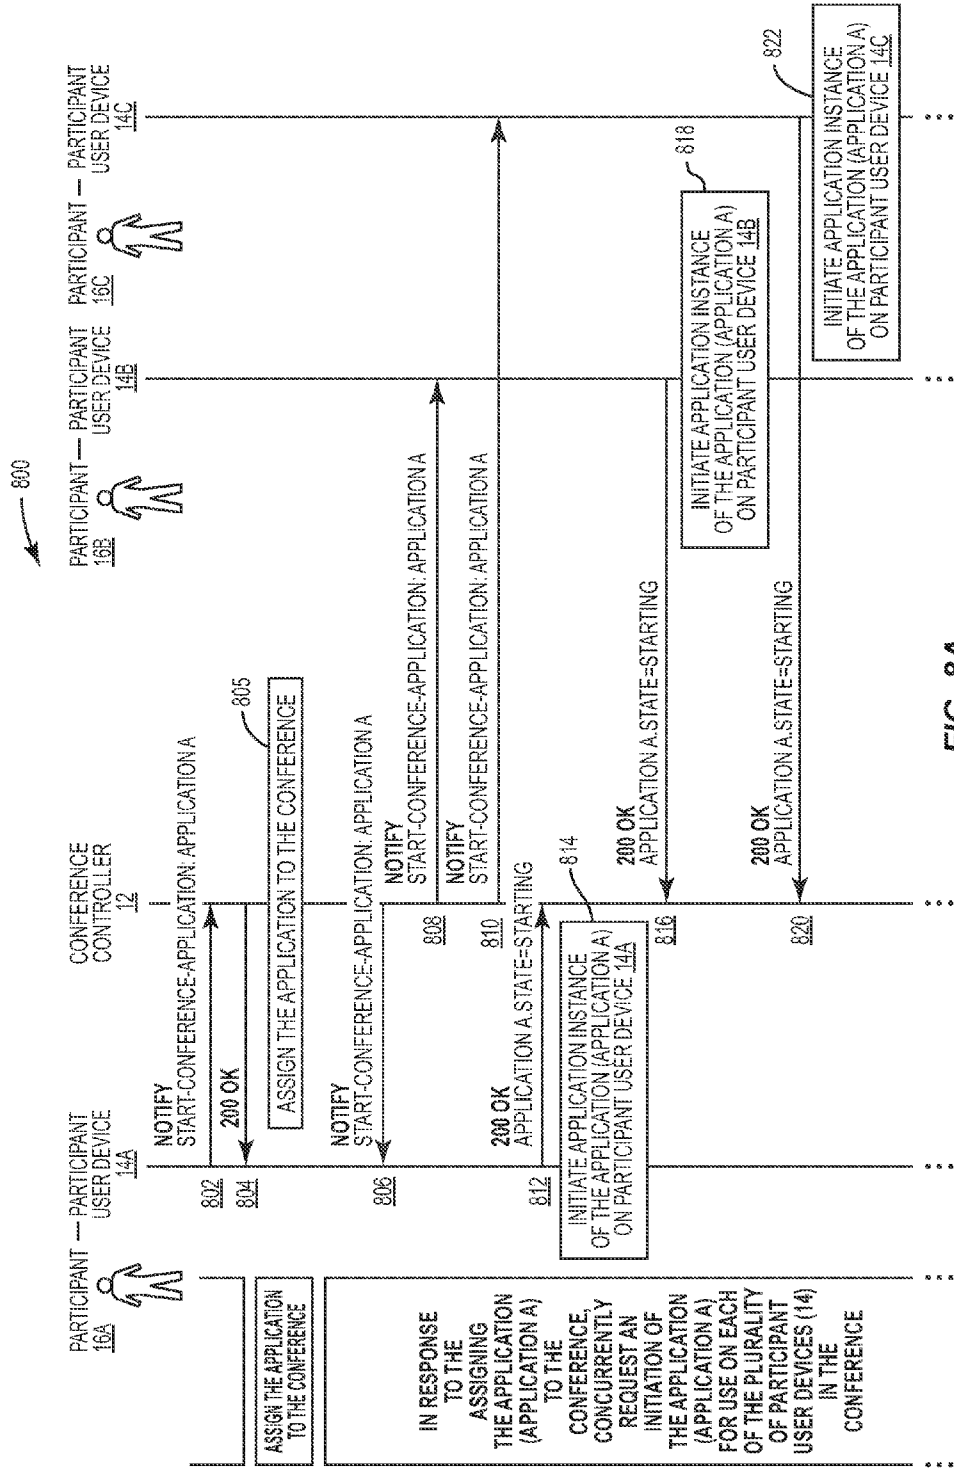 800
PARTICIPANT
16A
PARTICIPANT
USER DEVICE
14A
CONFERENCE
CONTROLLER
12
PARTICIPANT
16B
PARTICIPANT
USER DEVICE
14B
PARTICIPANT
16C
PARTICIPANT
USER DEVICE
14C
NOTIFY
START-CONFERENCE-APPLICATION: APPLICATION A
802
200 OK
804
ASSIGN THE APPLICATION
TO THE CONFERENCE
ASSIGN THE APPLICATION TO THE CONFERENCE
805
IN RESPONSE
TO THE
ASSIGNING
THE APPLICATION
(APPLICATION A)
TO THE
CONFERENCE,
CONCURRENTLY
REQUEST AN
INITIATION OF
THE APPLICATION
(APPLICATION A)
FOR USE ON EACH
OF THE PLURALITY
OF PARTICIPANT
USER DEVICES (14)
IN THE
CONFERENCE
NOTIFY
START-CONFERENCE-APPLICATION: APPLICATION A
806
NOTIFY
START-CONFERENCE-APPLICATION: APPLICATION A
808
NOTIFY
START-CONFERENCE-APPLICATION: APPLICATION A
810
200 OK
APPLICATION A.STATE=STARTING
812
INITIATE APPLICATION INSTANCE
OF THE APPLICATION (APPLICATION A)
ON PARTICIPANT USER DEVICE 14A
814
200 OK
APPLICATION A.STATE=STARTING
816
INITIATE APPLICATION INSTANCE
OF THE APPLICATION (APPLICATION A)
ON PARTICIPANT USER DEVICE 14B
818
200 OK
APPLICATION A.STATE=STARTING
820
INITIATE APPLICATION INSTANCE
OF THE APPLICATION (APPLICATION A)
ON PARTICIPANT USER DEVICE 14C
822
FIG. 8A